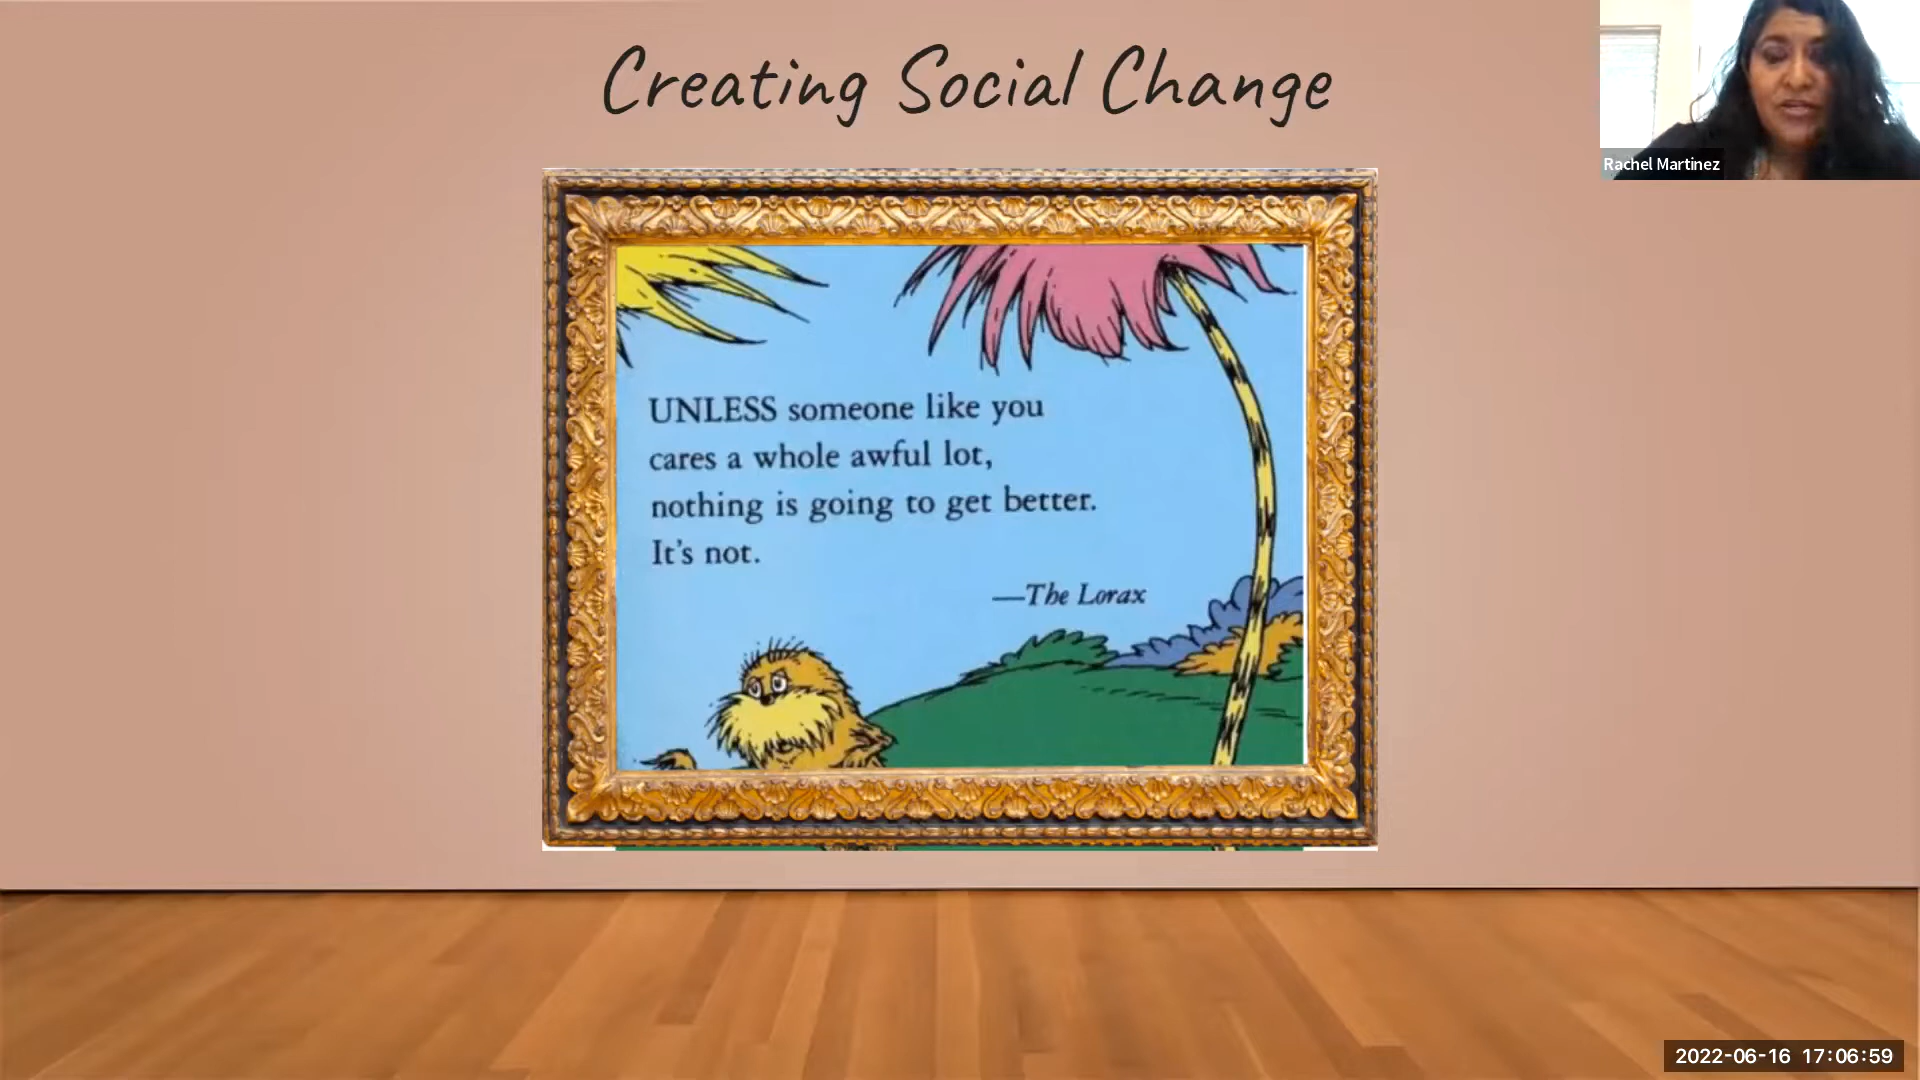 Creating Social Change
Rachel Martinez
UNLESS someone like you
cares a whole awful lot,
nothing is going to get better.
It's not.
—The Lorax
2022-06-16 17:06:59